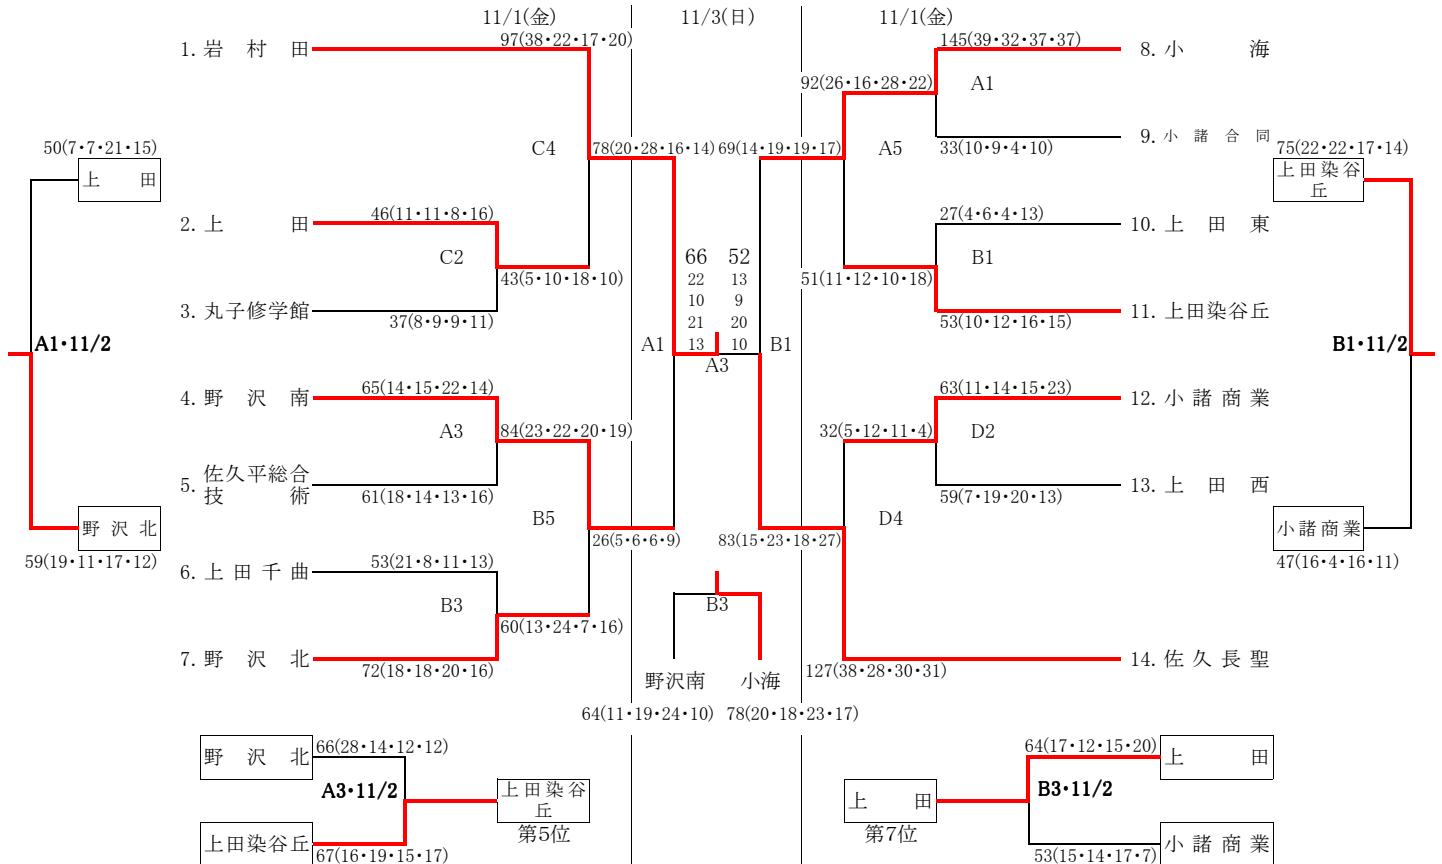 11/1(金)
11/3(日)
11/1(金)
97(38・22・17・20)
145(39・32・37・37)
1. 岩 村 田
8. 小 海
92(26・16・28・22)
A1
50(7・7・21・15)
C4
78(20・28・16・14)
69(14・19・19・17)
A5
33(10・9・4・10)
9. 小諸合同
75(22・22・17・14)
上 田
上田染谷
丘
46(11・11・8・16)
27(4・6・4・13)
2. 上 田
10. 上 田 東
C2
66 52
B1
43(5・10・18・10)
22 13
51(11・12・10・18)
10 9
3. 丸子修学館
11. 上田染谷丘
37(8・9・9・11)
21 20
53(10・12・16・15)
A1・11/2
A1
13 10
B1
B1・11/2
A3
65(14・15・22・14)
63(11・14・15・23)
4. 野 沢 南
12. 小 諸 商 業
A3
84(23・22・20・19)
32(5・12・11・4)
D2
佐久平総合
5.
技 術
61(18・14・13・16)
59(7・19・20・13)
13. 上 田 西
B5
D4
野 沢 北
小諸商業
26(5・6・6・9)
83(15・23・18・27)
59(19・11・17・12)
53(21・8・11・13)
47(16・4・16・11)
6. 上 田 千 曲
B3
B3
60(13・24・7・16)
7. 野 沢 北
14. 佐 久 長 聖
72(18・18・20・16)
127(38・28・30・31)
野沢南 小海
64(11・19・24・10) 78(20・18・23・17)
野 沢 北
66(28・14・12・12)
64(17・12・15・20)
上 田
A3・11/2
上田染谷
丘
B3・11/2
上 田
第5位
第7位
上田染谷丘
67(16・19・15・17)
53(15・14・17・7)
小 諸 商 業